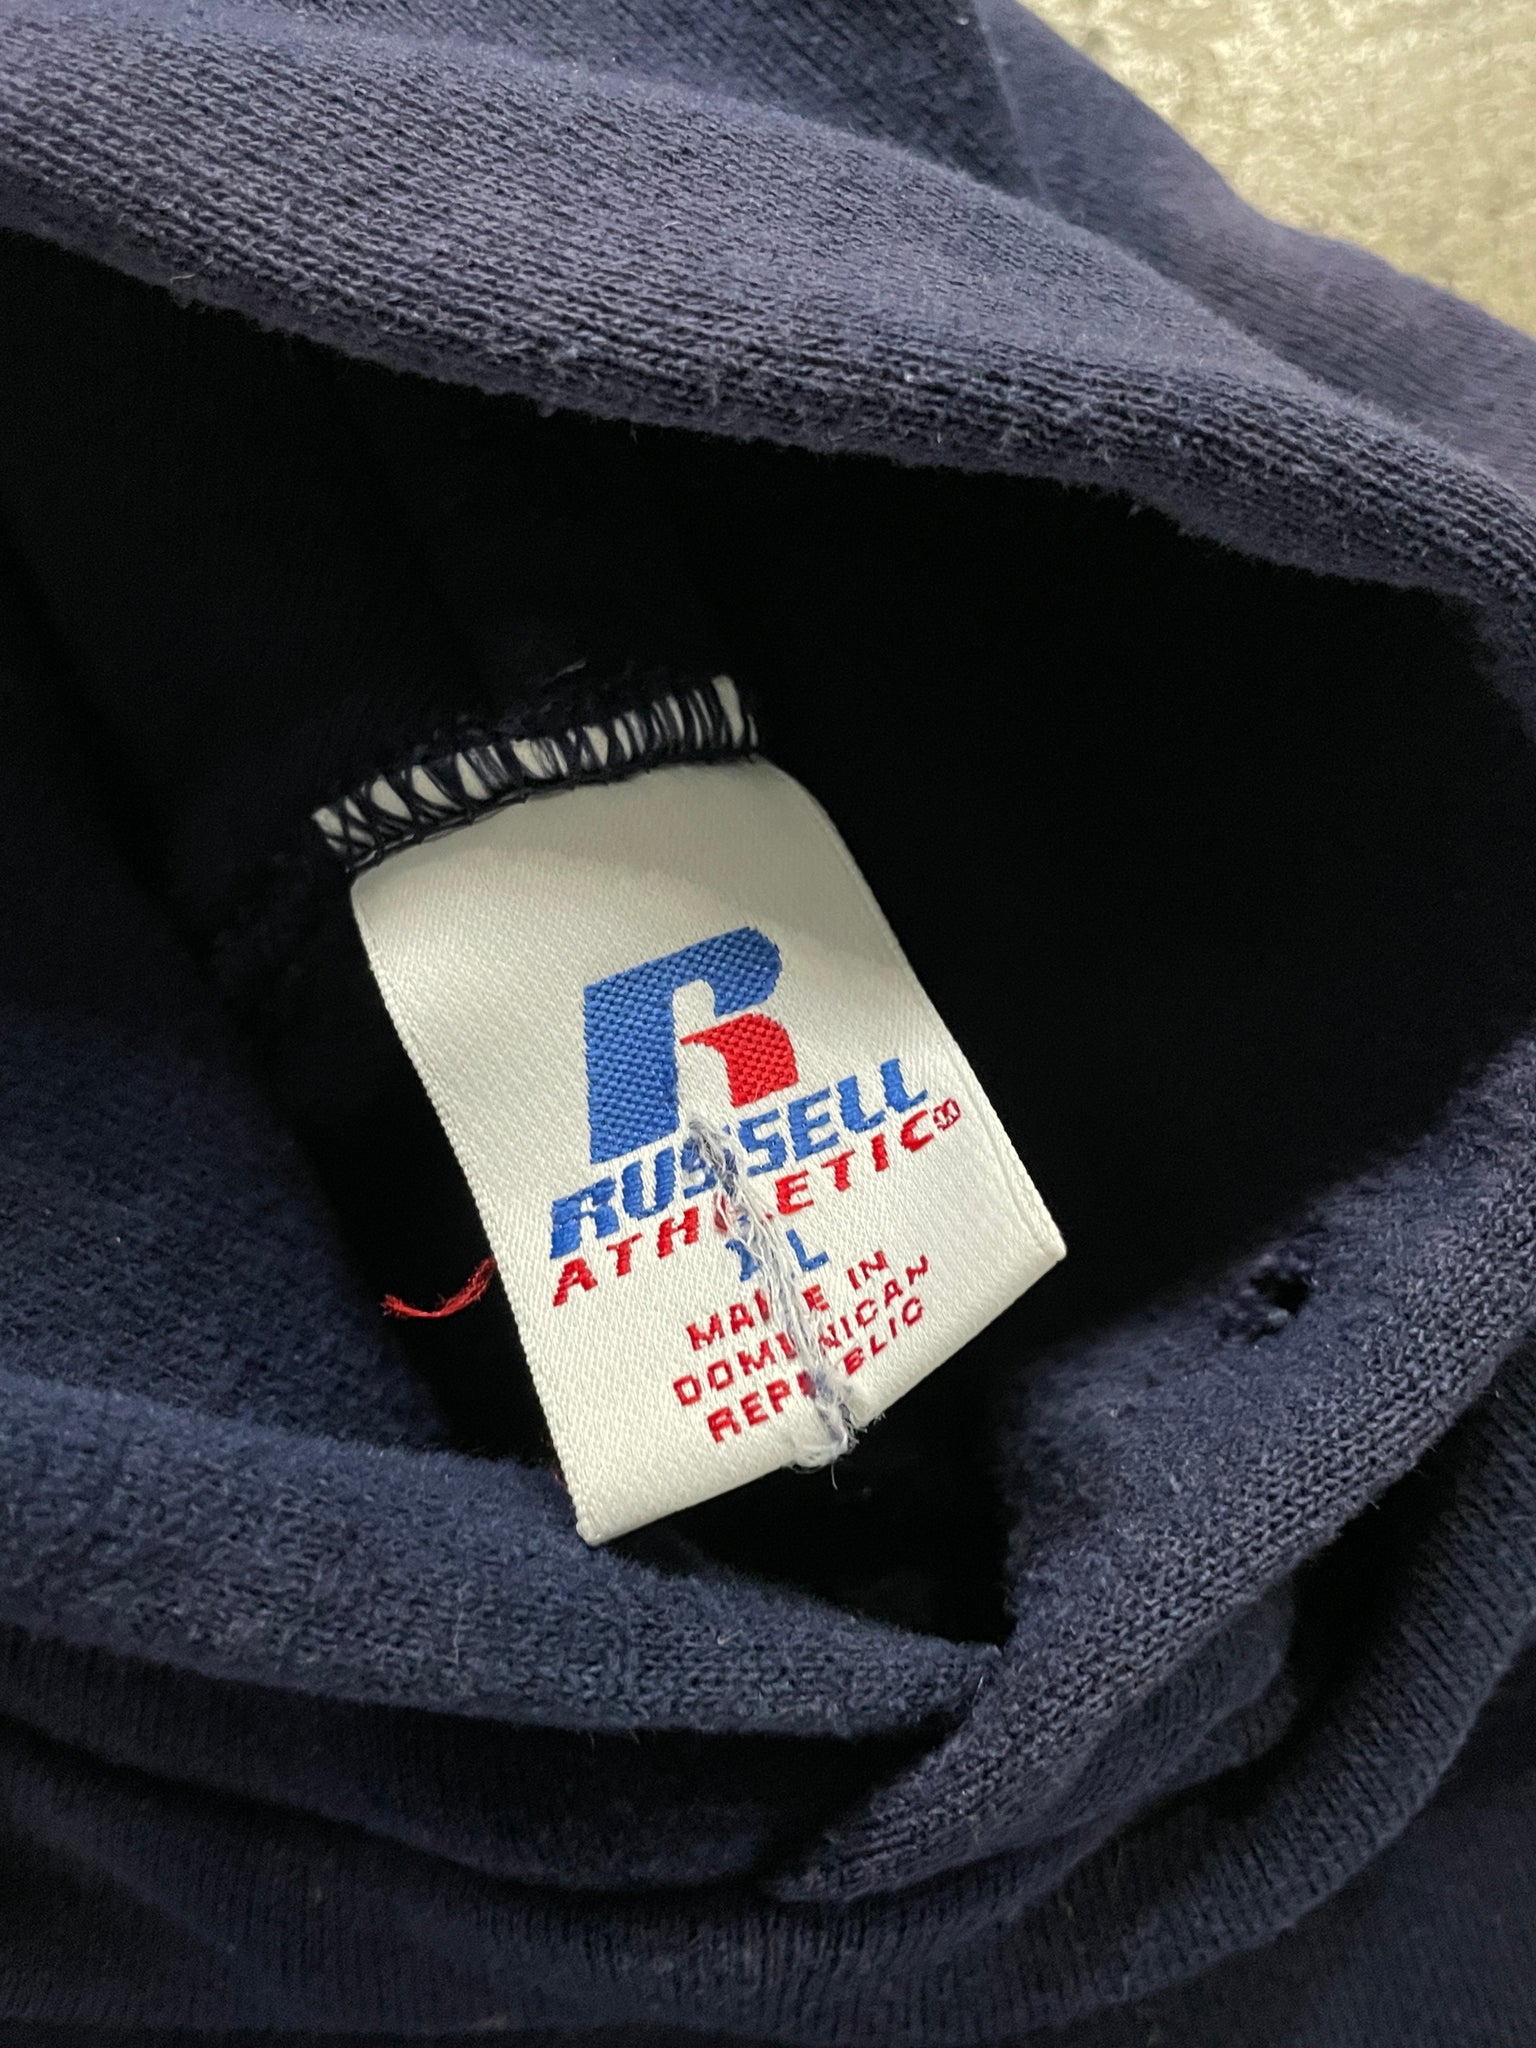 R
RUSSELL
ATHLETIC®
XL
MADE IN
DOMINICAN
REPUBLIC